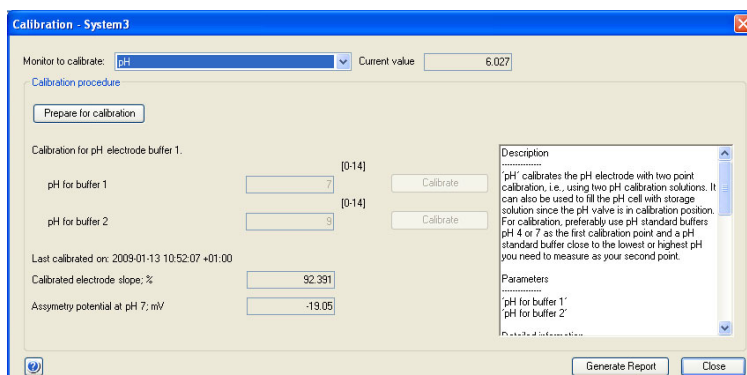 Calibration - System3
Monitor to calibrate: pH Current value 6.027
Calibration procedure
Prepare for calibration
Calibration for pH electrode buffer 1.
[0-14]
pH for buffer 1 7 Calibrate
[0-14]
pH for buffer 2 9 Calibrate
Last calibrated on: 2009-01-13 10:52:07 +01:00
Calibrated electrode slope; % 92.391
Assymetry potential at pH 7; mV -19.05
Description
---------------
'pH' calibrates the pH electrode with two point
calibration, i.e., using two pH calibration solutions. It
can also be used to fill the pH cell with storage
solution since the pH valve is in calibration position.
For calibration, preferably use pH standard buffers
pH 4 or 7 as the first calibration point and a pH
standard buffer close to the lowest or highest pH
you need to measure as your second point.
Parameters
---------------
'pH for buffer 1'
'pH for buffer 2'
Detailed information
Generate Report Close